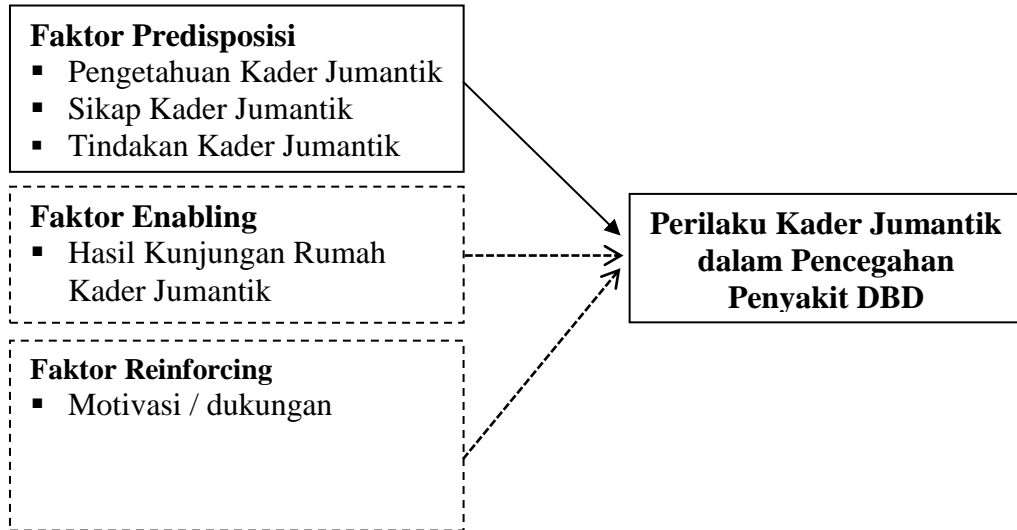 Faktor Predisposisi
▪ Pengetahuan Kader Jumantik
▪ Sikap Kader Jumantik
▪ Tindakan Kader Jumantik
Faktor Enabling
▪ Hasil Kunjungan Rumah
Kader Jumantik
Faktor Reinforcing
▪ Motivasi / dukungan
Perilaku Kader Jumantik
dalam Pencegahan
Penyakit DBD